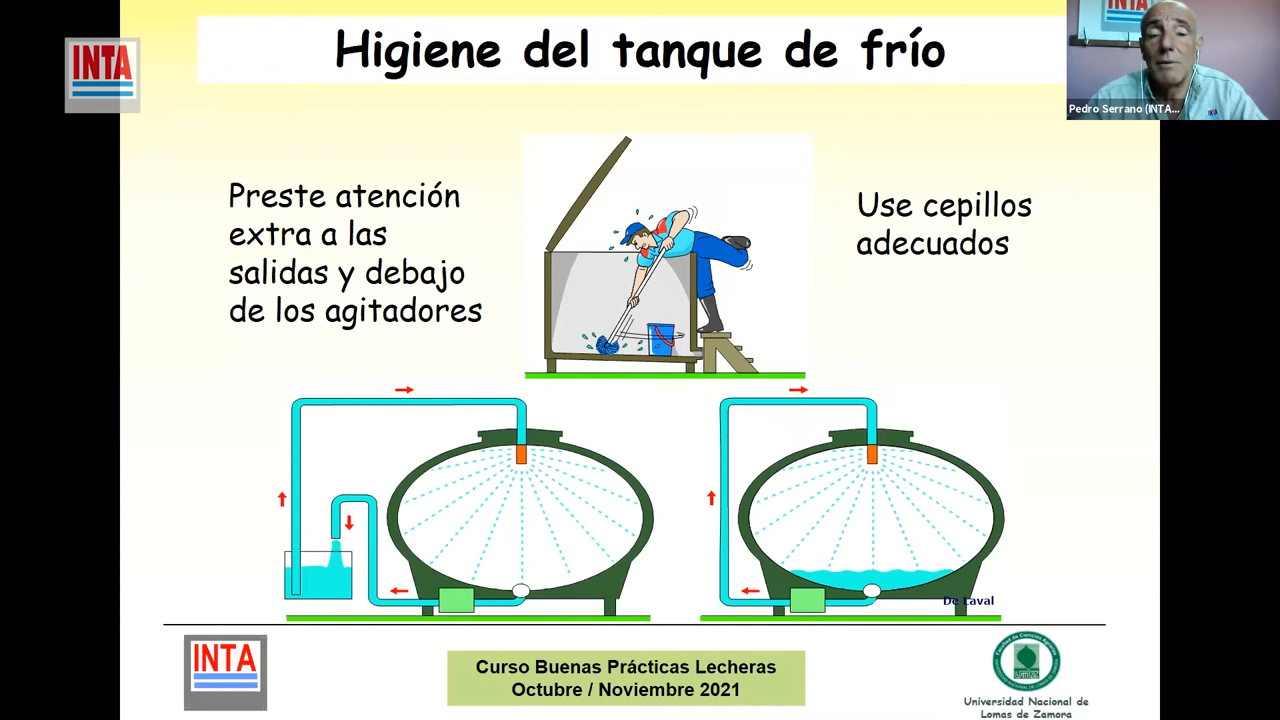 Higiene del tanque de frío
INTA
INTA
Pedro Serrano (INTA...
Preste atención
extra a las
salidas y debajo
de los agitadores
Use cepillos
adecuados
De Laval
INTA
Curso Buenas Prácticas Lecheras
Octubre / Noviembre 2021
Universidad Nacional de
Lomas de Zamora